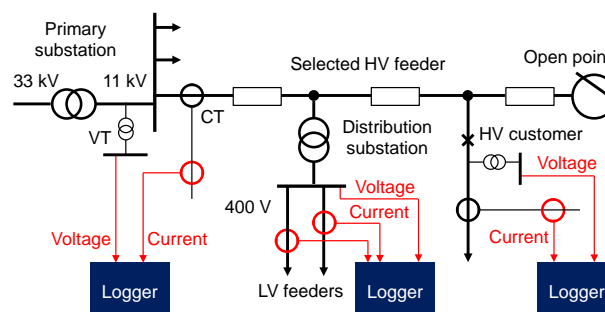 Primary
substation
33 kV
11 kV
VT
CT
Selected HV feeder
Open point
Distribution
substation
HV customer
400 V
Voltage
Current
Voltage
Current
Voltage
Current
LV feeders
Logger
Logger
Logger